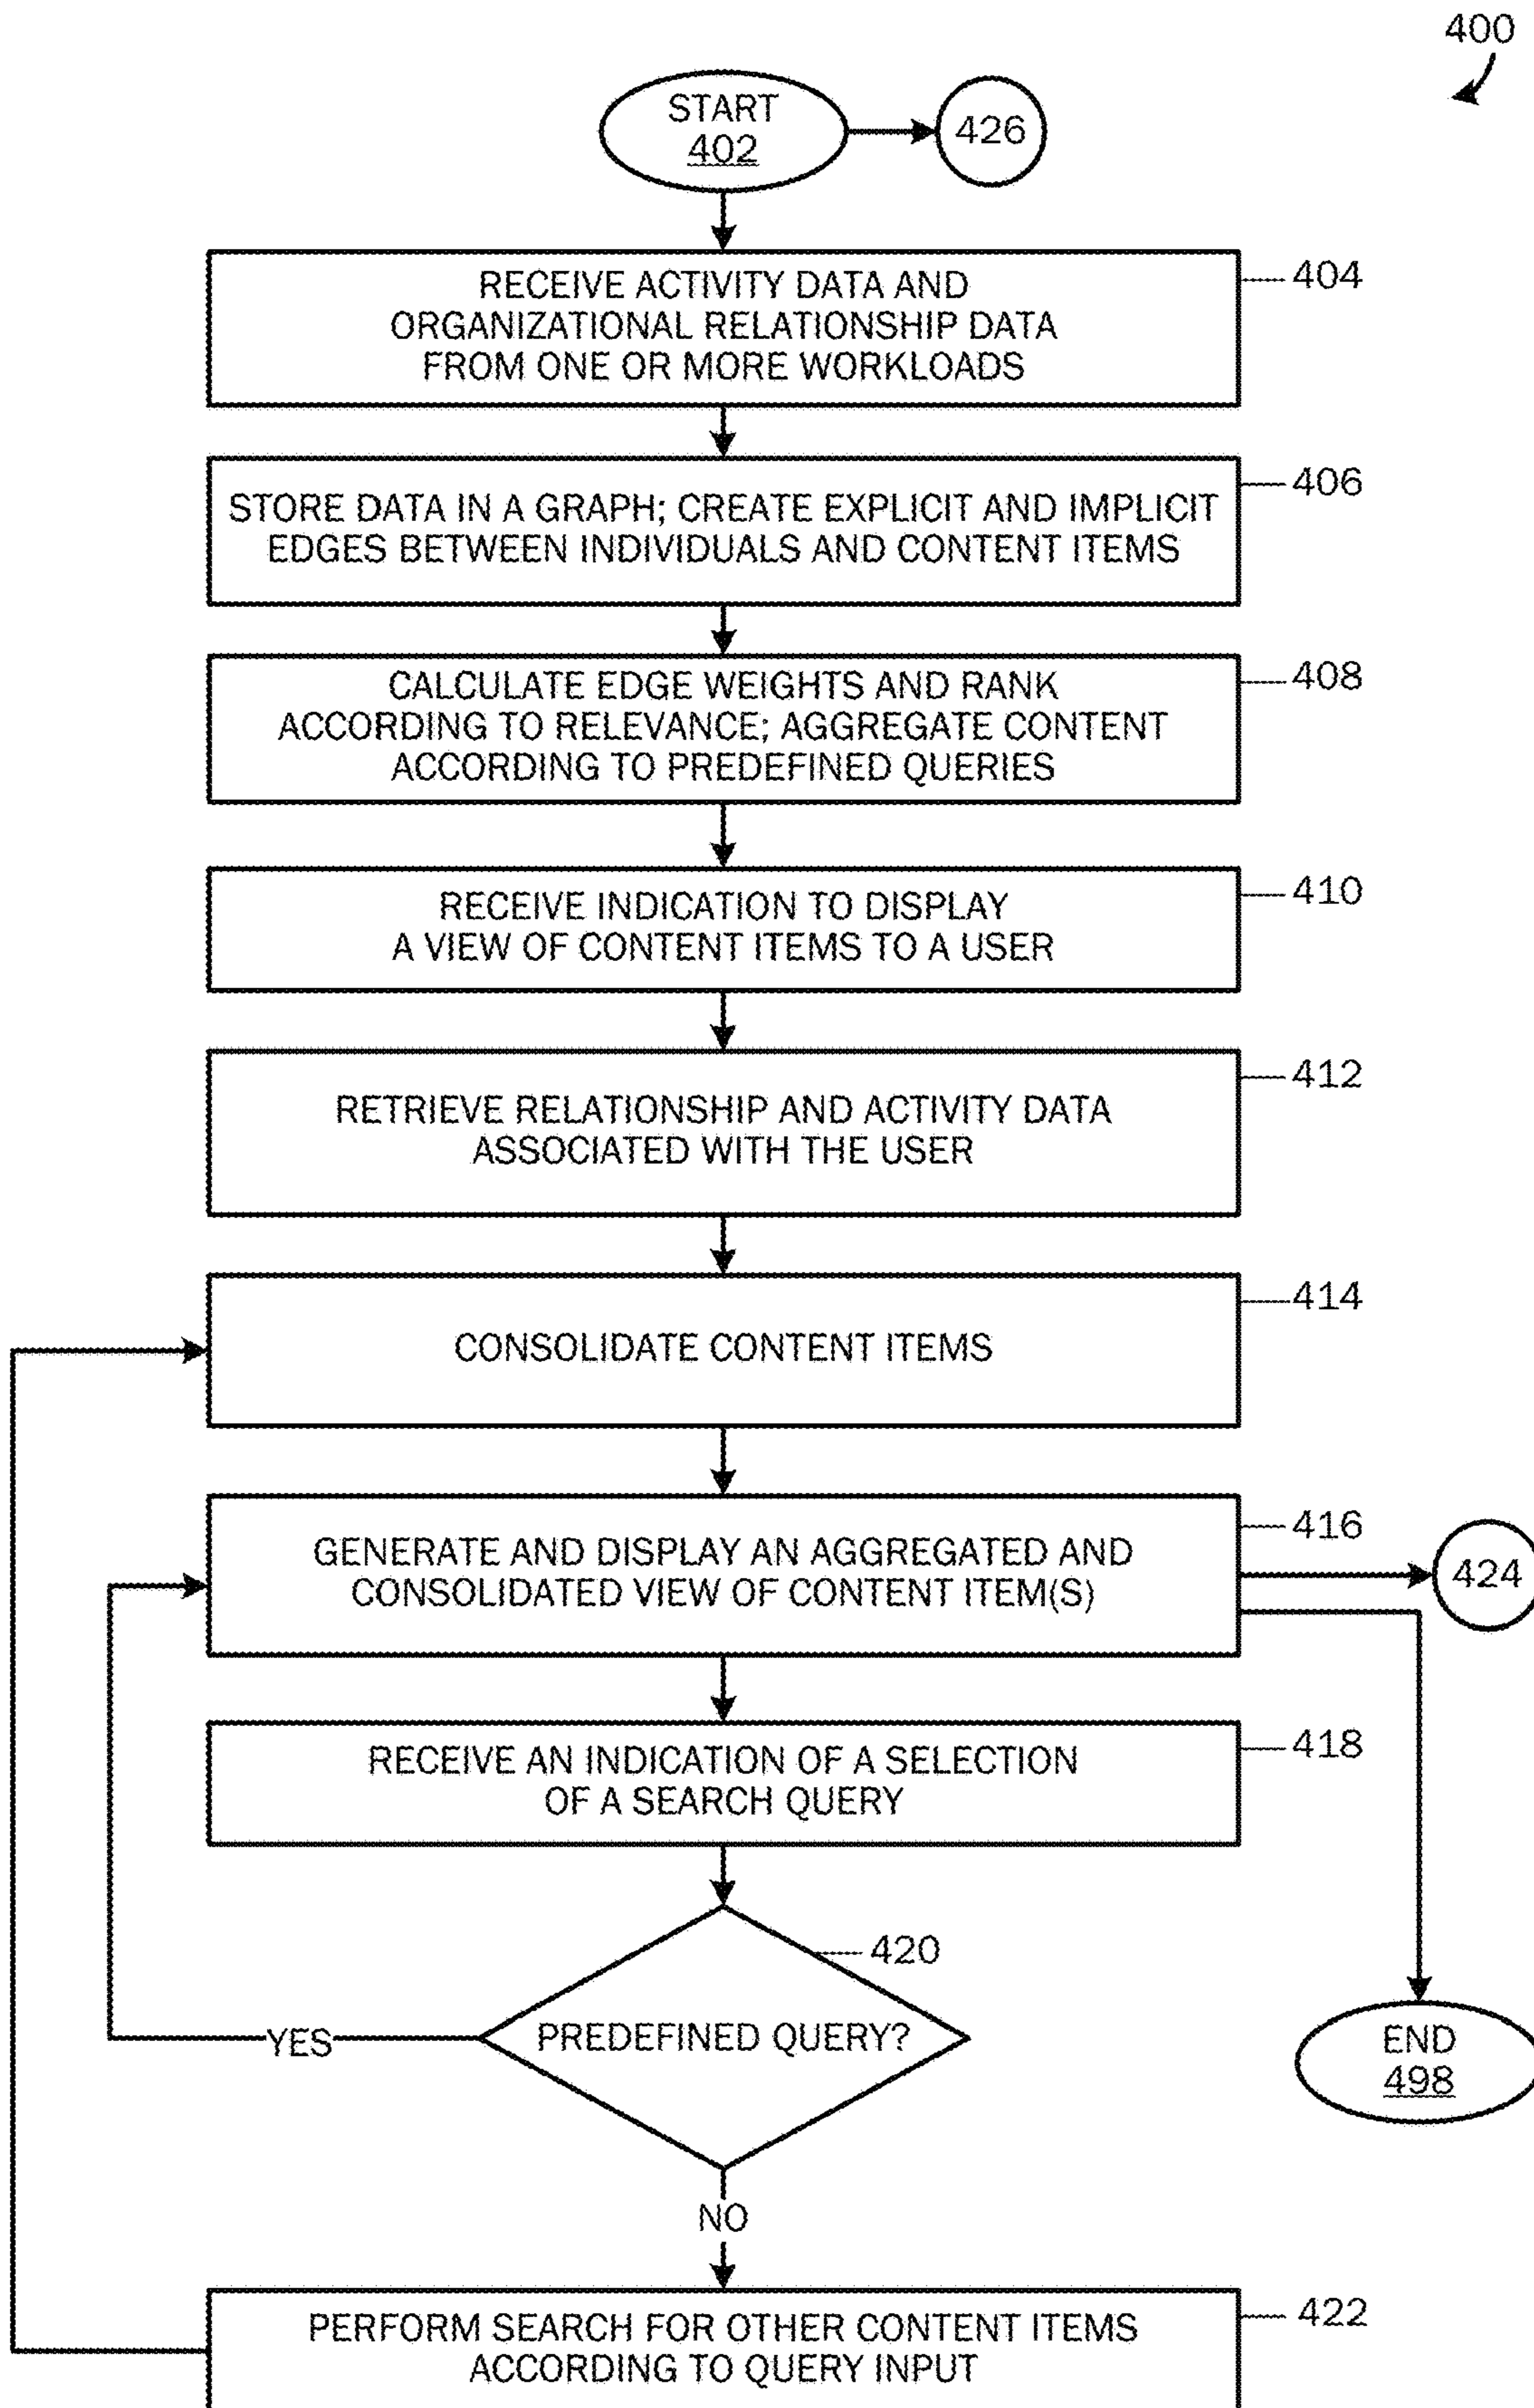 400
START
402
426
RECEIVE ACTIVITY DATA AND
ORGANIZATIONAL RELATIONSHIP DATA
FROM ONE OR MORE WORKLOADS
404
STORE DATA IN A GRAPH; CREATE EXPLICIT AND IMPLICIT
EDGES BETWEEN INDIVIDUALS AND CONTENT ITEMS
406
CALCULATE EDGE WEIGHTS AND RANK
ACCORDING TO RELEVANCE; AGGREGATE CONTENT
ACCORDING TO PREDEFINED QUERIES
408
RECEIVE INDICATION TO DISPLAY
A VIEW OF CONTENT ITEMS TO A USER
410
RETRIEVE RELATIONSHIP AND ACTIVITY DATA
ASSOCIATED WITH THE USER
412
CONSOLIDATE CONTENT ITEMS
414
GENERATE AND DISPLAY AN AGGREGATED AND
CONSOLIDATED VIEW OF CONTENT ITEM(S)
416
424
RECEIVE AN INDICATION OF A SELECTION
OF A SEARCH QUERY
418
420
PREDEFINED QUERY?
YES
END
498
NO
PERFORM SEARCH FOR OTHER CONTENT ITEMS
ACCORDING TO QUERY INPUT
422